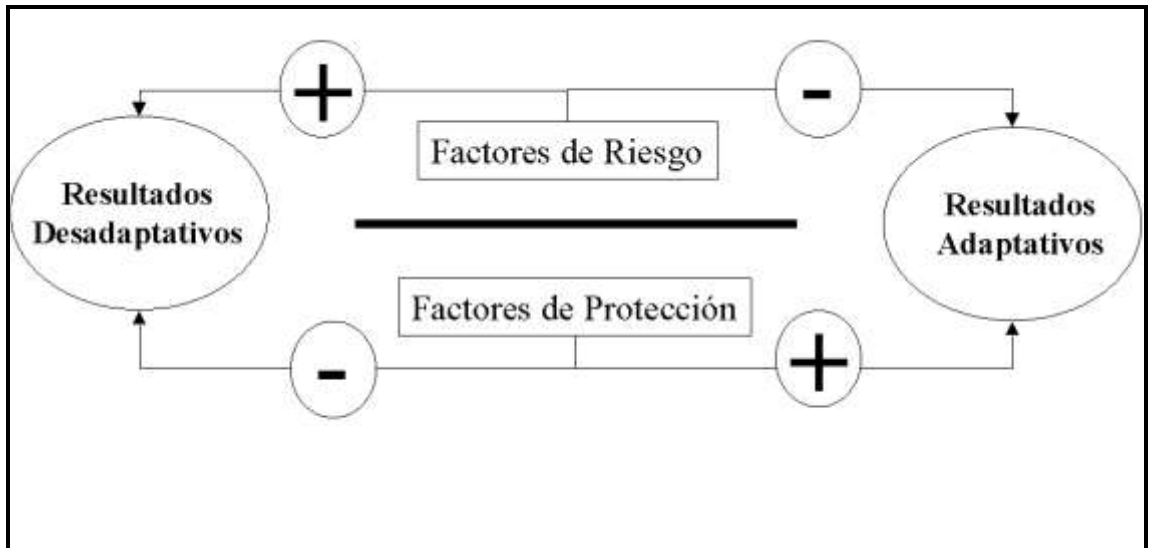 +
-
Factores de Riesgo
Resultados
Desadaptativos
Resultados
Adaptativos
Factores de Protección
-
+